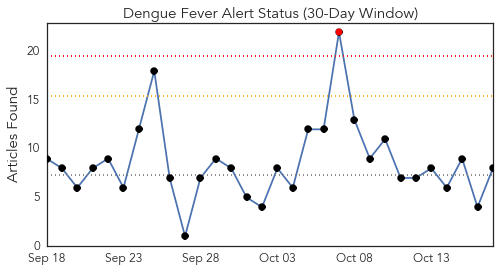 Dengue Fever Alert Status (30-Day Window)
Articles Found
20
15
10
5
0
Sep 18 Sep 23 Sep 28 Oct 03 Oct 08 Oct 13